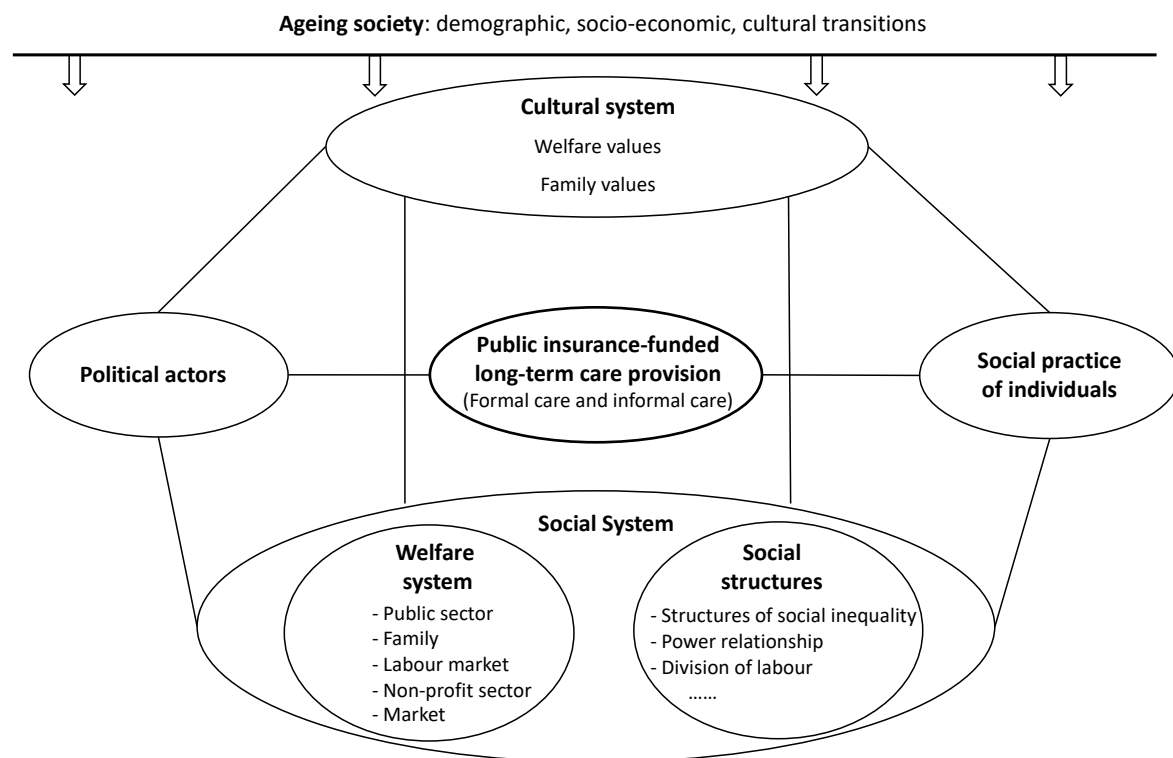 Ageing society: demographic, socio-economic, cultural transitions
Cultural system
Welfare values
Family values
Political actors
Public insurance-funded
long-term care provision
(Formal care and informal care)
Social practice
of individuals
Social System
Welfare
system
- Public sector
- Family
- Labour market
- Non-profit sector
- Market
Social
structures
- Structures of social inequality
- Power relationship
- Division of labour
......